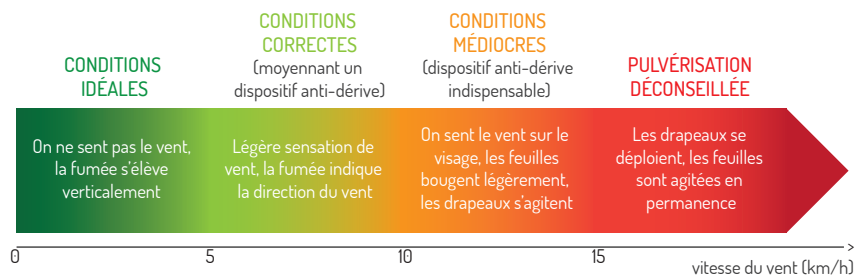 CONDITIONS
IDÉALES
CONDITIONS
CORRECTES
(moyennant un
dispositif anti-dérive)
CONDITIONS
MÉDIOCRES
(dispositif anti-dérive
indispensable)
PULVÉRISATION
DÉCONSEILLÉE
On ne sent pas le vent,
la fumée s'élève
verticalement
Légère sensation de
vent, la fumée indique
la direction du vent
On sent le vent sur le
visage, les feuilles
bougent légèrement,
les drapeaux s'agitent
Les drapeaux se
déploient, les feuilles
sont agitées en
permanence
0 5 10 15
vitesse du vent (km/h)